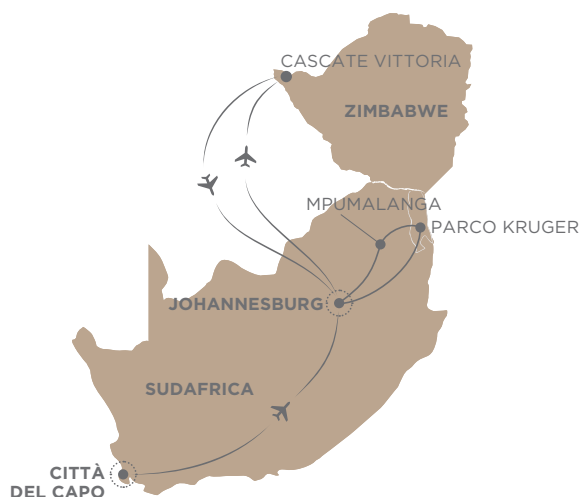 CASCATE VITTORIA
ZIMBABWE
MPUMALANGA
PARCO KRUGER
JOHANNESBURG
SUDAFRICA
CITTÀ
DEL CAPO